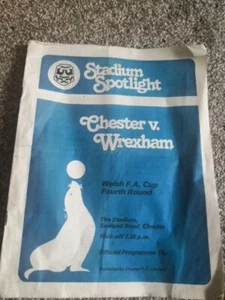 Stadium
Spotlight
Chester v.
Wrexham
Welsh F.A. Cup
Fourth Round
The Stadium,
Sealand Road, Chester
Kick-off 7.30 p.m.
Official Programme